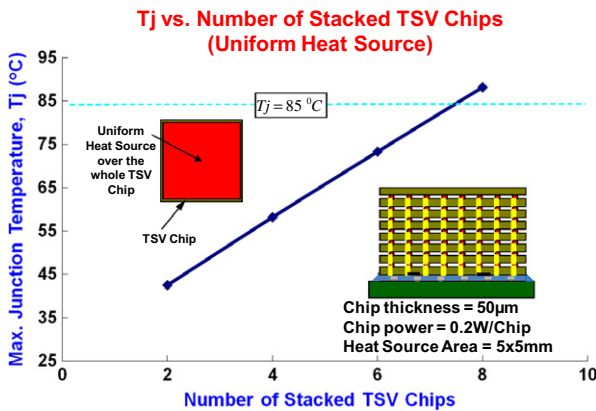 Tj vs. Number of Stacked TSV Chips
(Uniform Heat Source)
Max. Junction Temperature, Tj (°C)
95
85
75
65
55
45
35
25
Tj = 85 ⁰C
Uniform
Heat Source
over the
whole TSV
Chip
TSV Chip
Chip thickness = 50µm
Chip power = 0.2W/Chip
Heat Source Area = 5x5mm
0
2
4
6
8
10
Number of Stacked TSV Chips